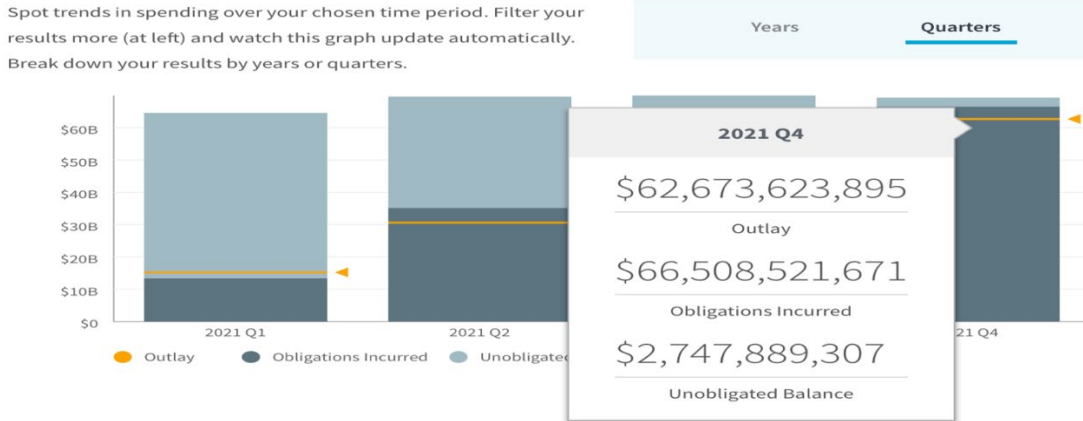 Spot trends in spending over your chosen time period. Filter your
results more (at left) and watch this graph update automatically.
Break down your results by years or quarters.
Years
Quarters
$60B
$50B
$40B
$30B
$20B
$10B
$0
2021 Q1
2021 Q2
21 Q4
Outlay
Obligations Incurred
Unobligated
2021 Q4
$62,673,623,895
Outlay
$66,508,521,671
Obligations Incurred
$2,747,889,307
Unobligated Balance